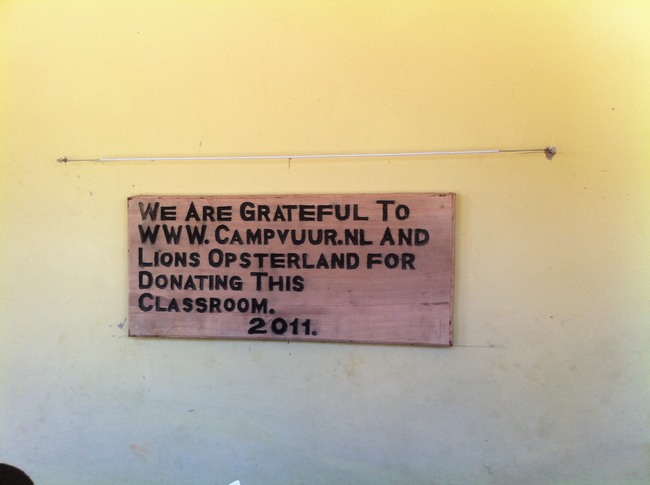 We Are Grateful To
WWW.Campvuur.nl And
Lions Opsterland for
Donating This
Classroom.
2011.